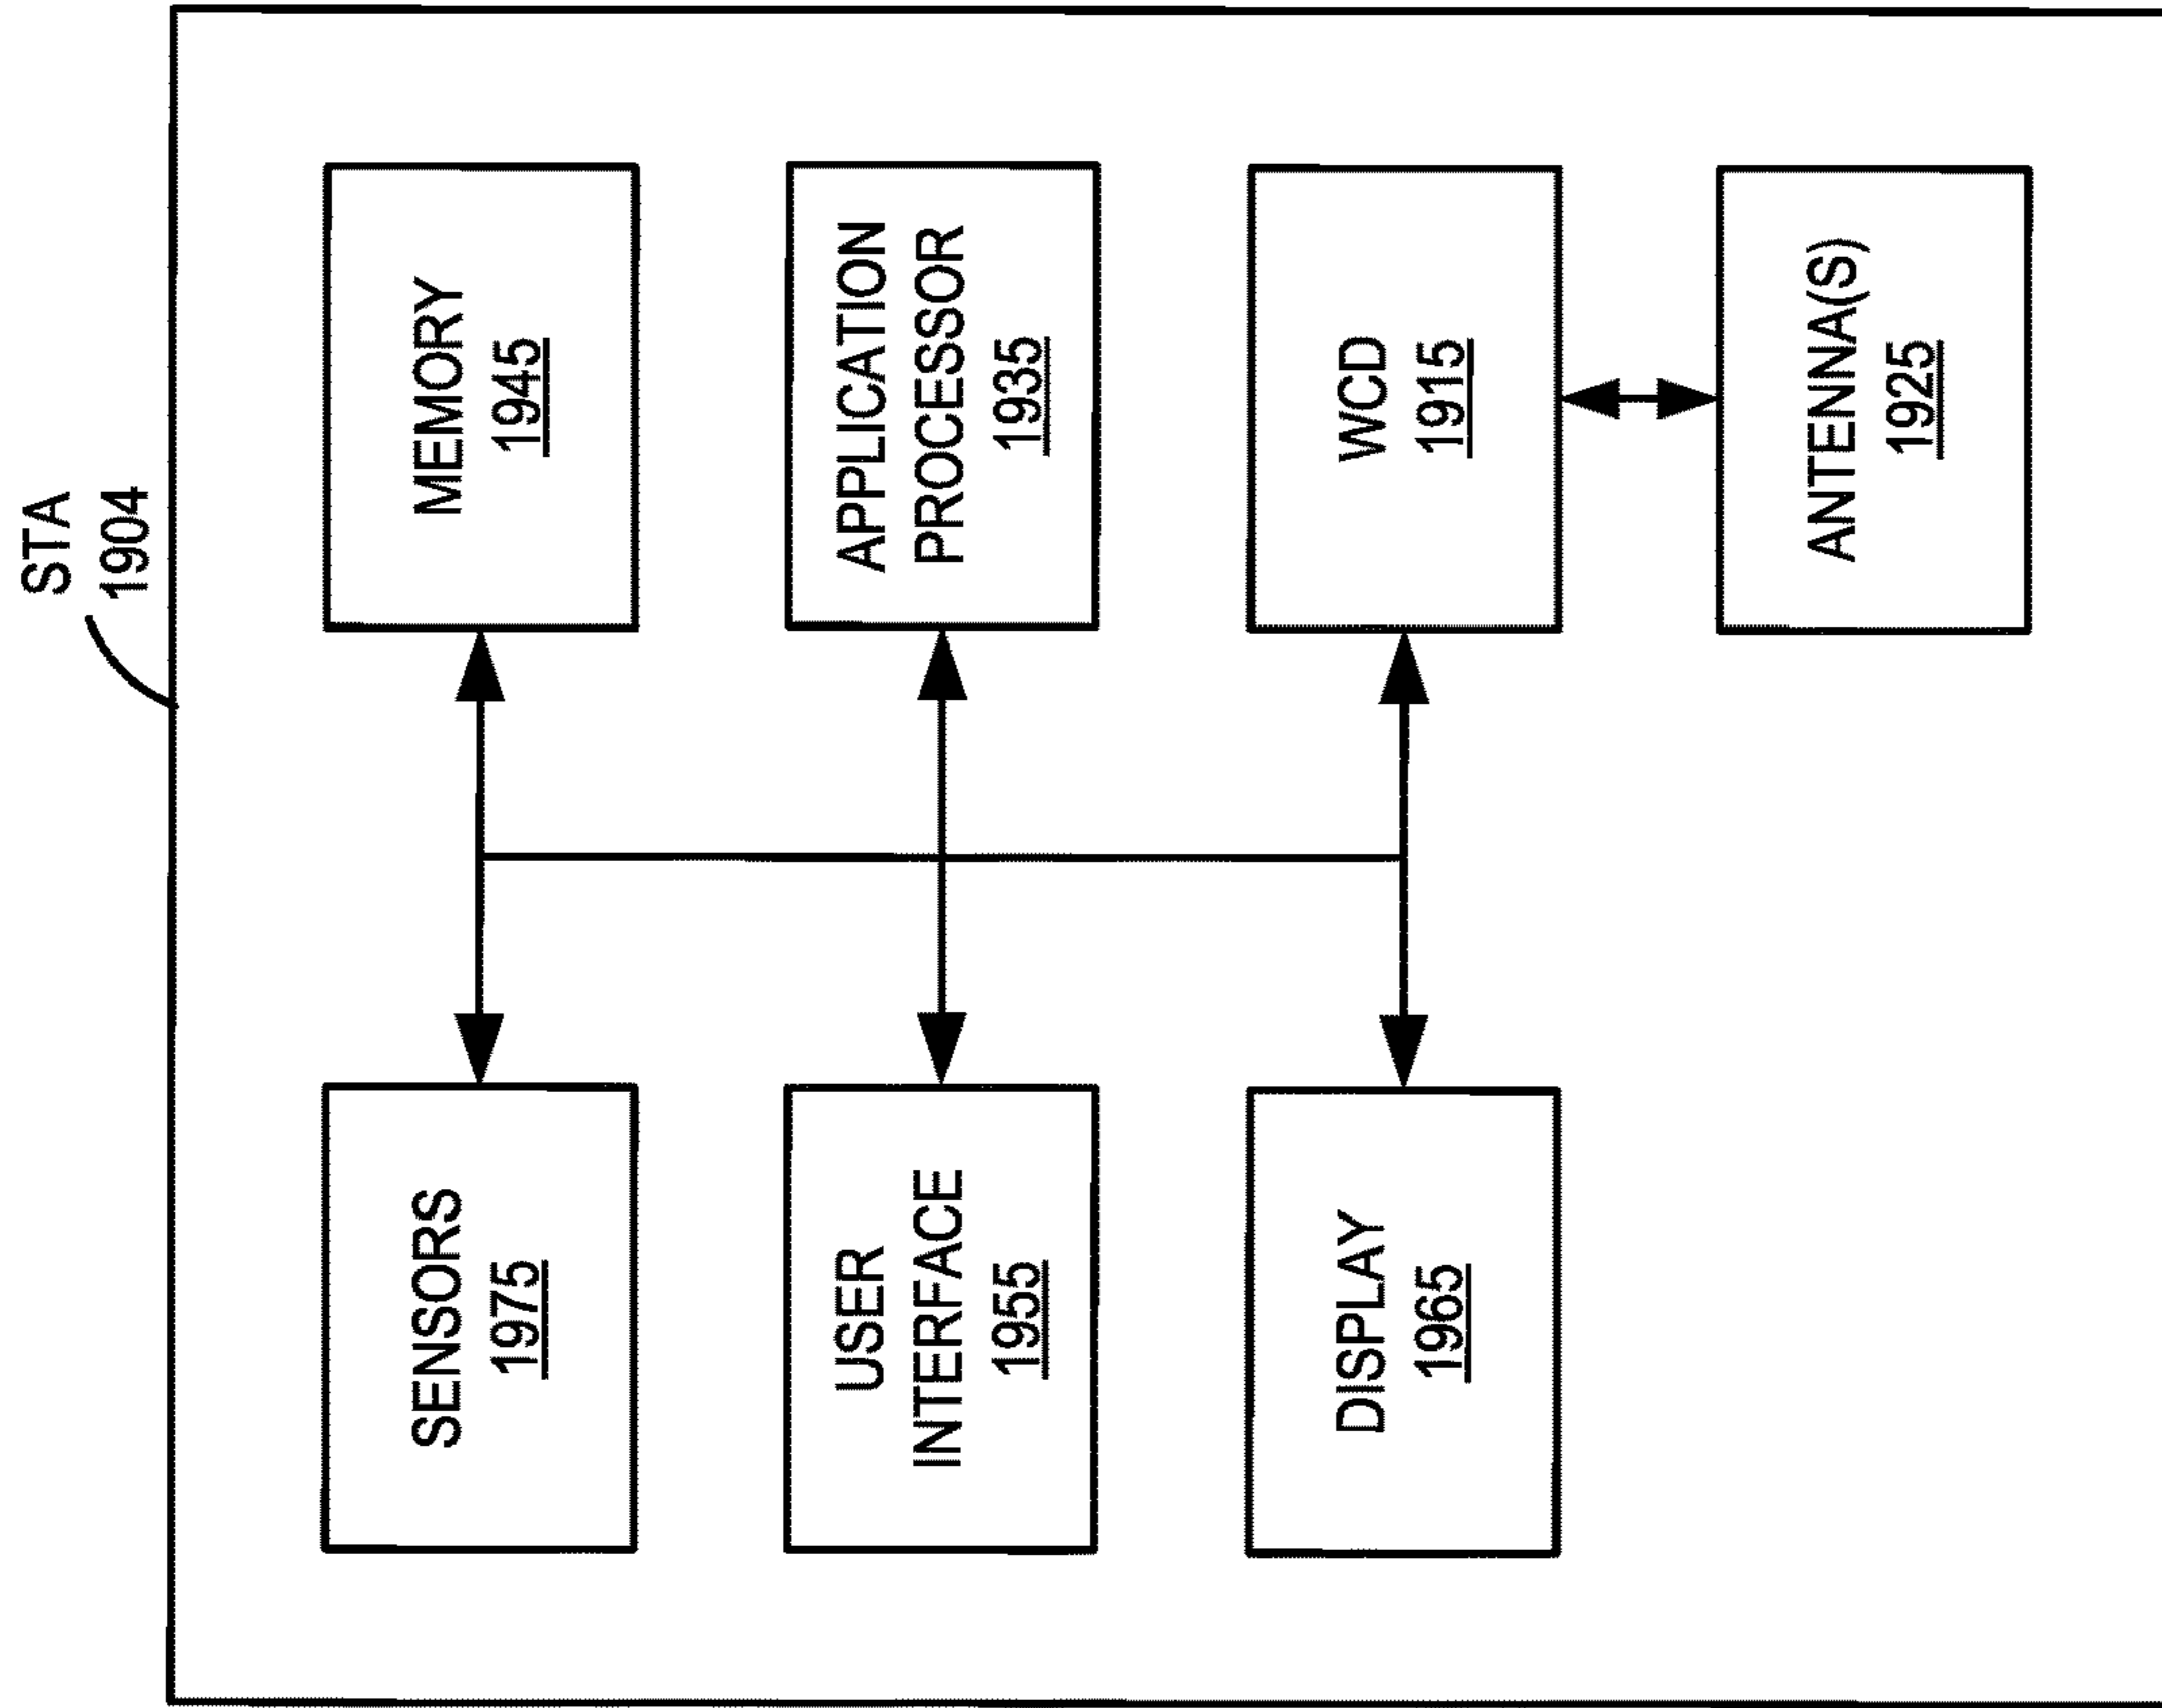 STA
1904
SENSORS
1975
MEMORY
1945
USER
INTERFACE
1955
APPLICATION
PROCESSOR
1935
DISPLAY
1965
WCD
1915
ANTENNA(S)
1925